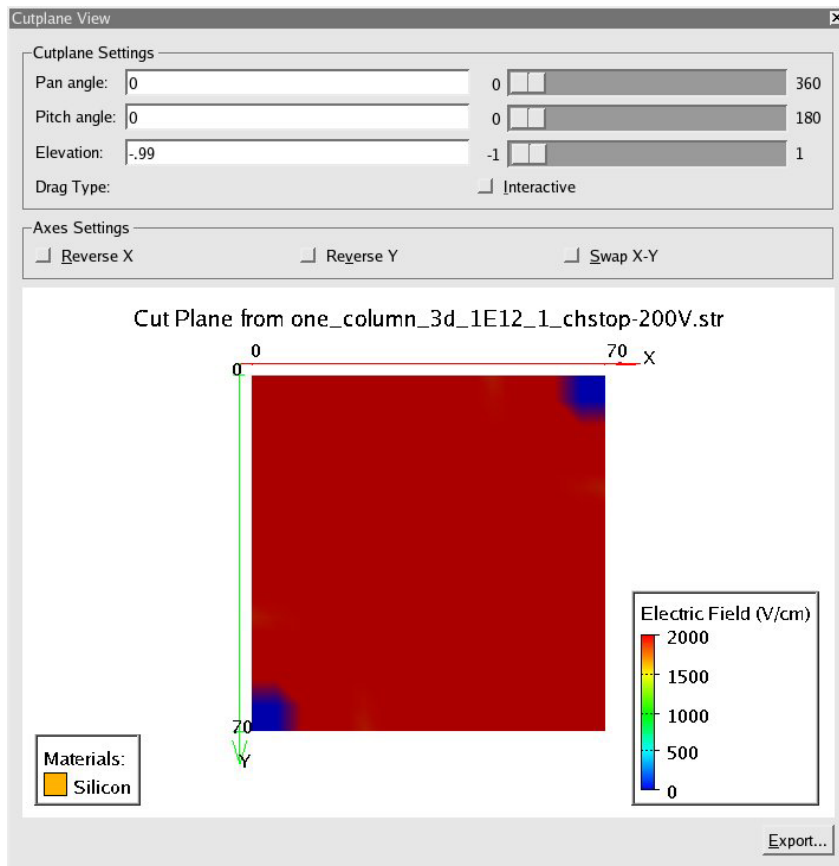 Cutplane View
Cutplane Settings
Pan angle: 0 0 360
Pitch angle: 0 0 180
Elevation: -.99 -1 1
Drag Type: Interactive
Axes Settings
Reverse X Reverse Y Swap X-Y
Cut Plane from one_column_3d_1E12_1_chstop-200V.str
0 70 X
0
70
Y
Electric Field (V/cm)
2000
1500
1000
500
0
Materials:
Silicon
Export...